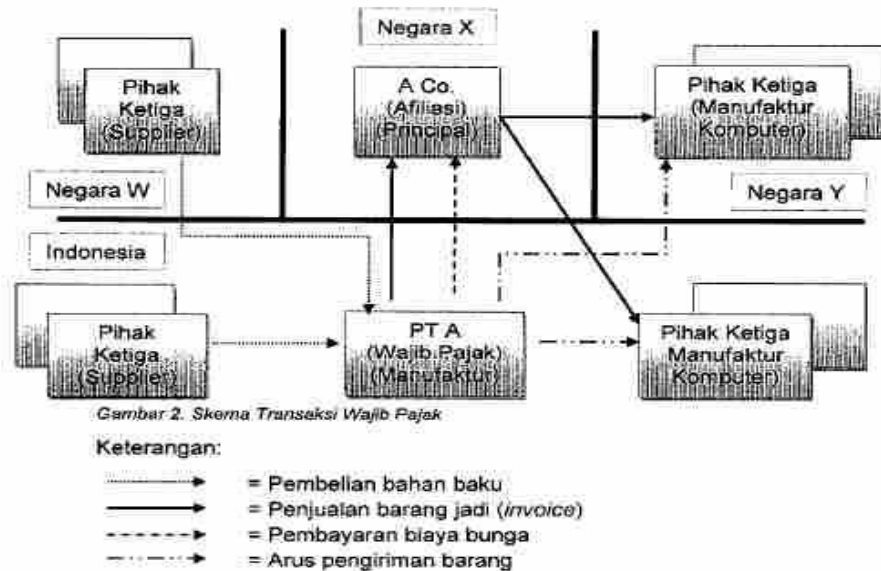 Negara X
Pihak
Ketiga
(Supplier)
A Co.
(Afiliasi)
(Principal)
Pihak Ketiga
(Manufaktur
Komputer)
Negara W
Negara Y
Indonesia
Pihak
Ketiga
(Supplier)
PT A
(Wajib Pajak)
(Manufaktur)
Pihak Ketiga
Manufaktur
Komputer)
Gambar 2. Skema Transaksi Wajib Pajak
Keterangan:
= Pembelian bahan baku
= Penjualan barang jadi (invoice)
= Pembayaran biaya bunga
= Arus pengiriman barang